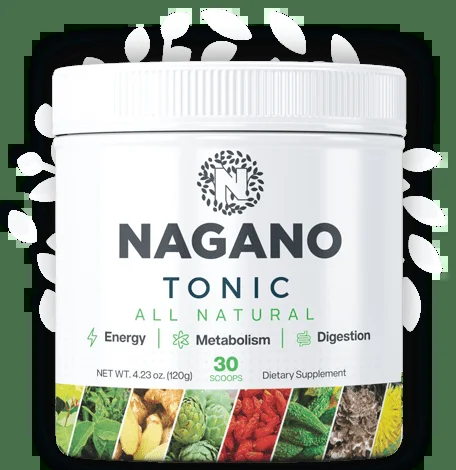 N
NAGANO
TONIC
ALL NATURAL
Energy | Metabolism | Digestion
NET WT. 4.23 oz. (120g) 30 SCOOPS Dietary Supplement